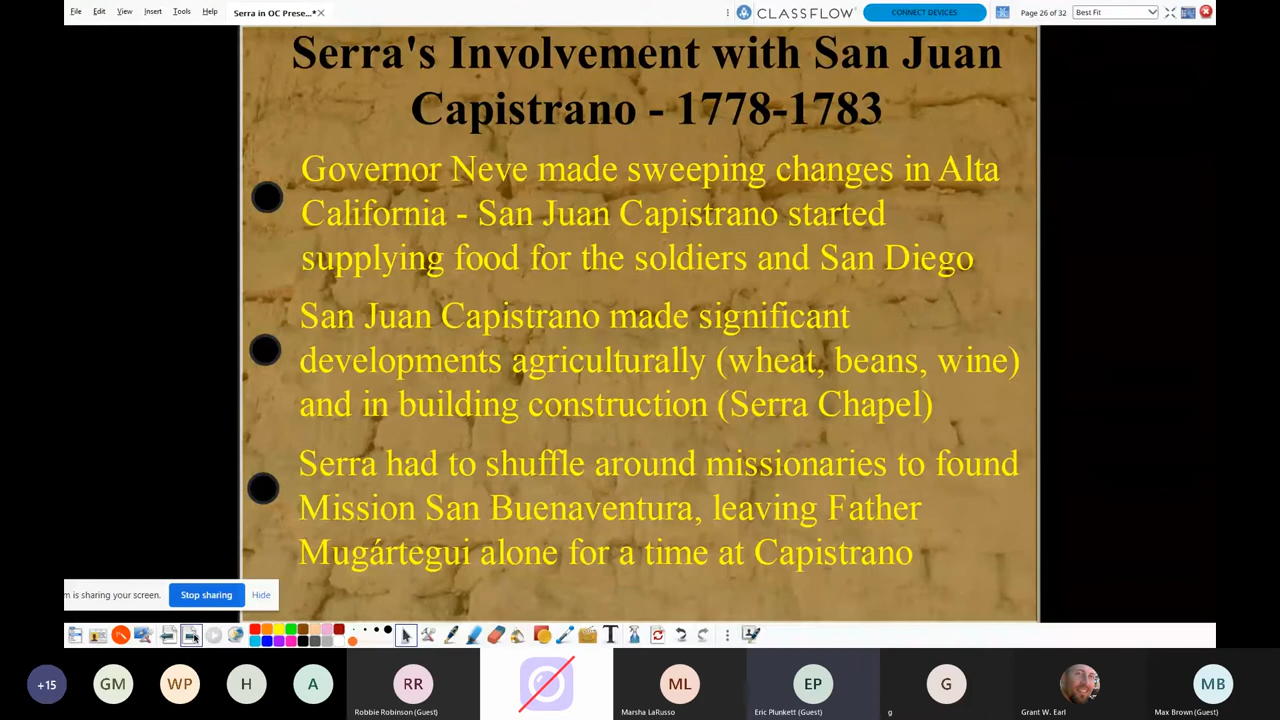 File Edit View Insert Tools Help
Serra in OC Prese...*
CLASSFLOW
CONNECT DEVICES
Page 26 of 32
Best Fit
Serra's Involvement with San Juan
Capistrano - 1778-1783
Governor Neve made sweeping changes in Alta
California - San Juan Capistrano started
supplying food for the soldiers and San Diego
San Juan Capistrano made significant
developments agriculturally (wheat, beans, wine)
and in building construction (Serra Chapel)
Serra had to shuffle around missionaries to found
Mission San Buenaventura, leaving Father
Mugártegui alone for a time at Capistrano
m is sharing your screen. Stop sharing Hide
T
+15 GM WP H A RR ML EP G MB
Robbie Robinson (Guest) Marsha LaRusso Eric Plunkett (Guest) g Grant W. Earl Max Brown (Guest)